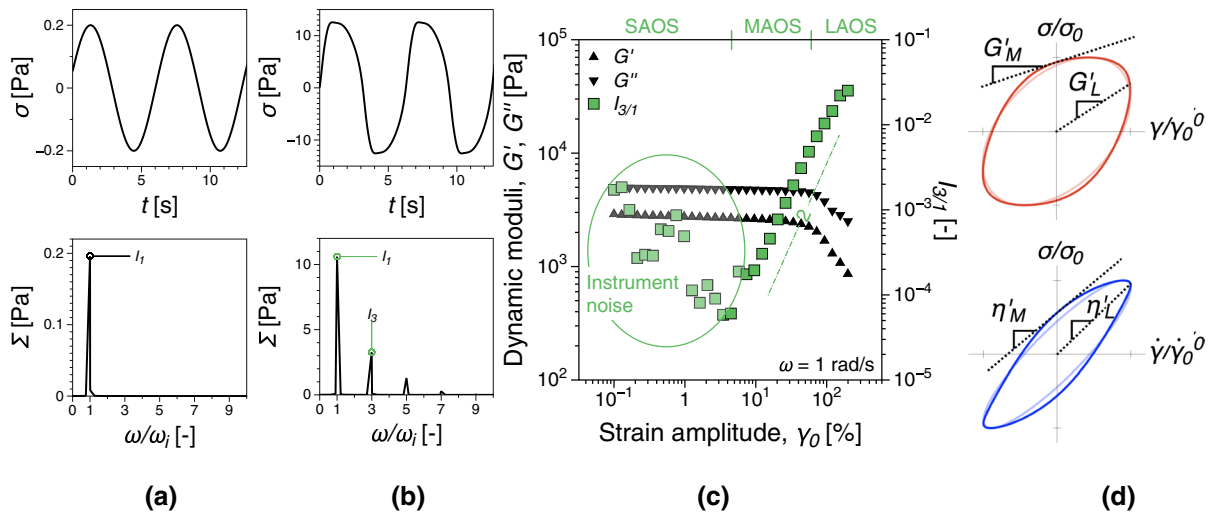 σ [Pa]
0.2
0
−0.2
0
5
10
t [s]
Σ [Pa]
0.2
0.1
0
I1
0
1
3
5
7
9
ω/ωi [-]
(a)
σ [Pa]
10
0
−10
0
5
10
t [s]
Σ [Pa]
10
5
3
0
I1
I3
0
1
3
5
7
9
ω/ωi [-]
(b)
SAOS
MAOS
LAOS
Dynamic moduli, G′, G″ [Pa]
10^5
10^4
10^3
10^2
G′
G″
I3/1
2
Instrument
noise
ω = 1 rad/s
10^−1
10^−2
10^−3
10^−4
10^−5
I3/1 [-]
10^−1
1
10^1
10^2
Strain amplitude, γ0 [%]
(c)
σ/σ0
G′M
G′L
γ/γ0
σ/σ0
η′M
η′L
γ̇/γ̇0
(d)